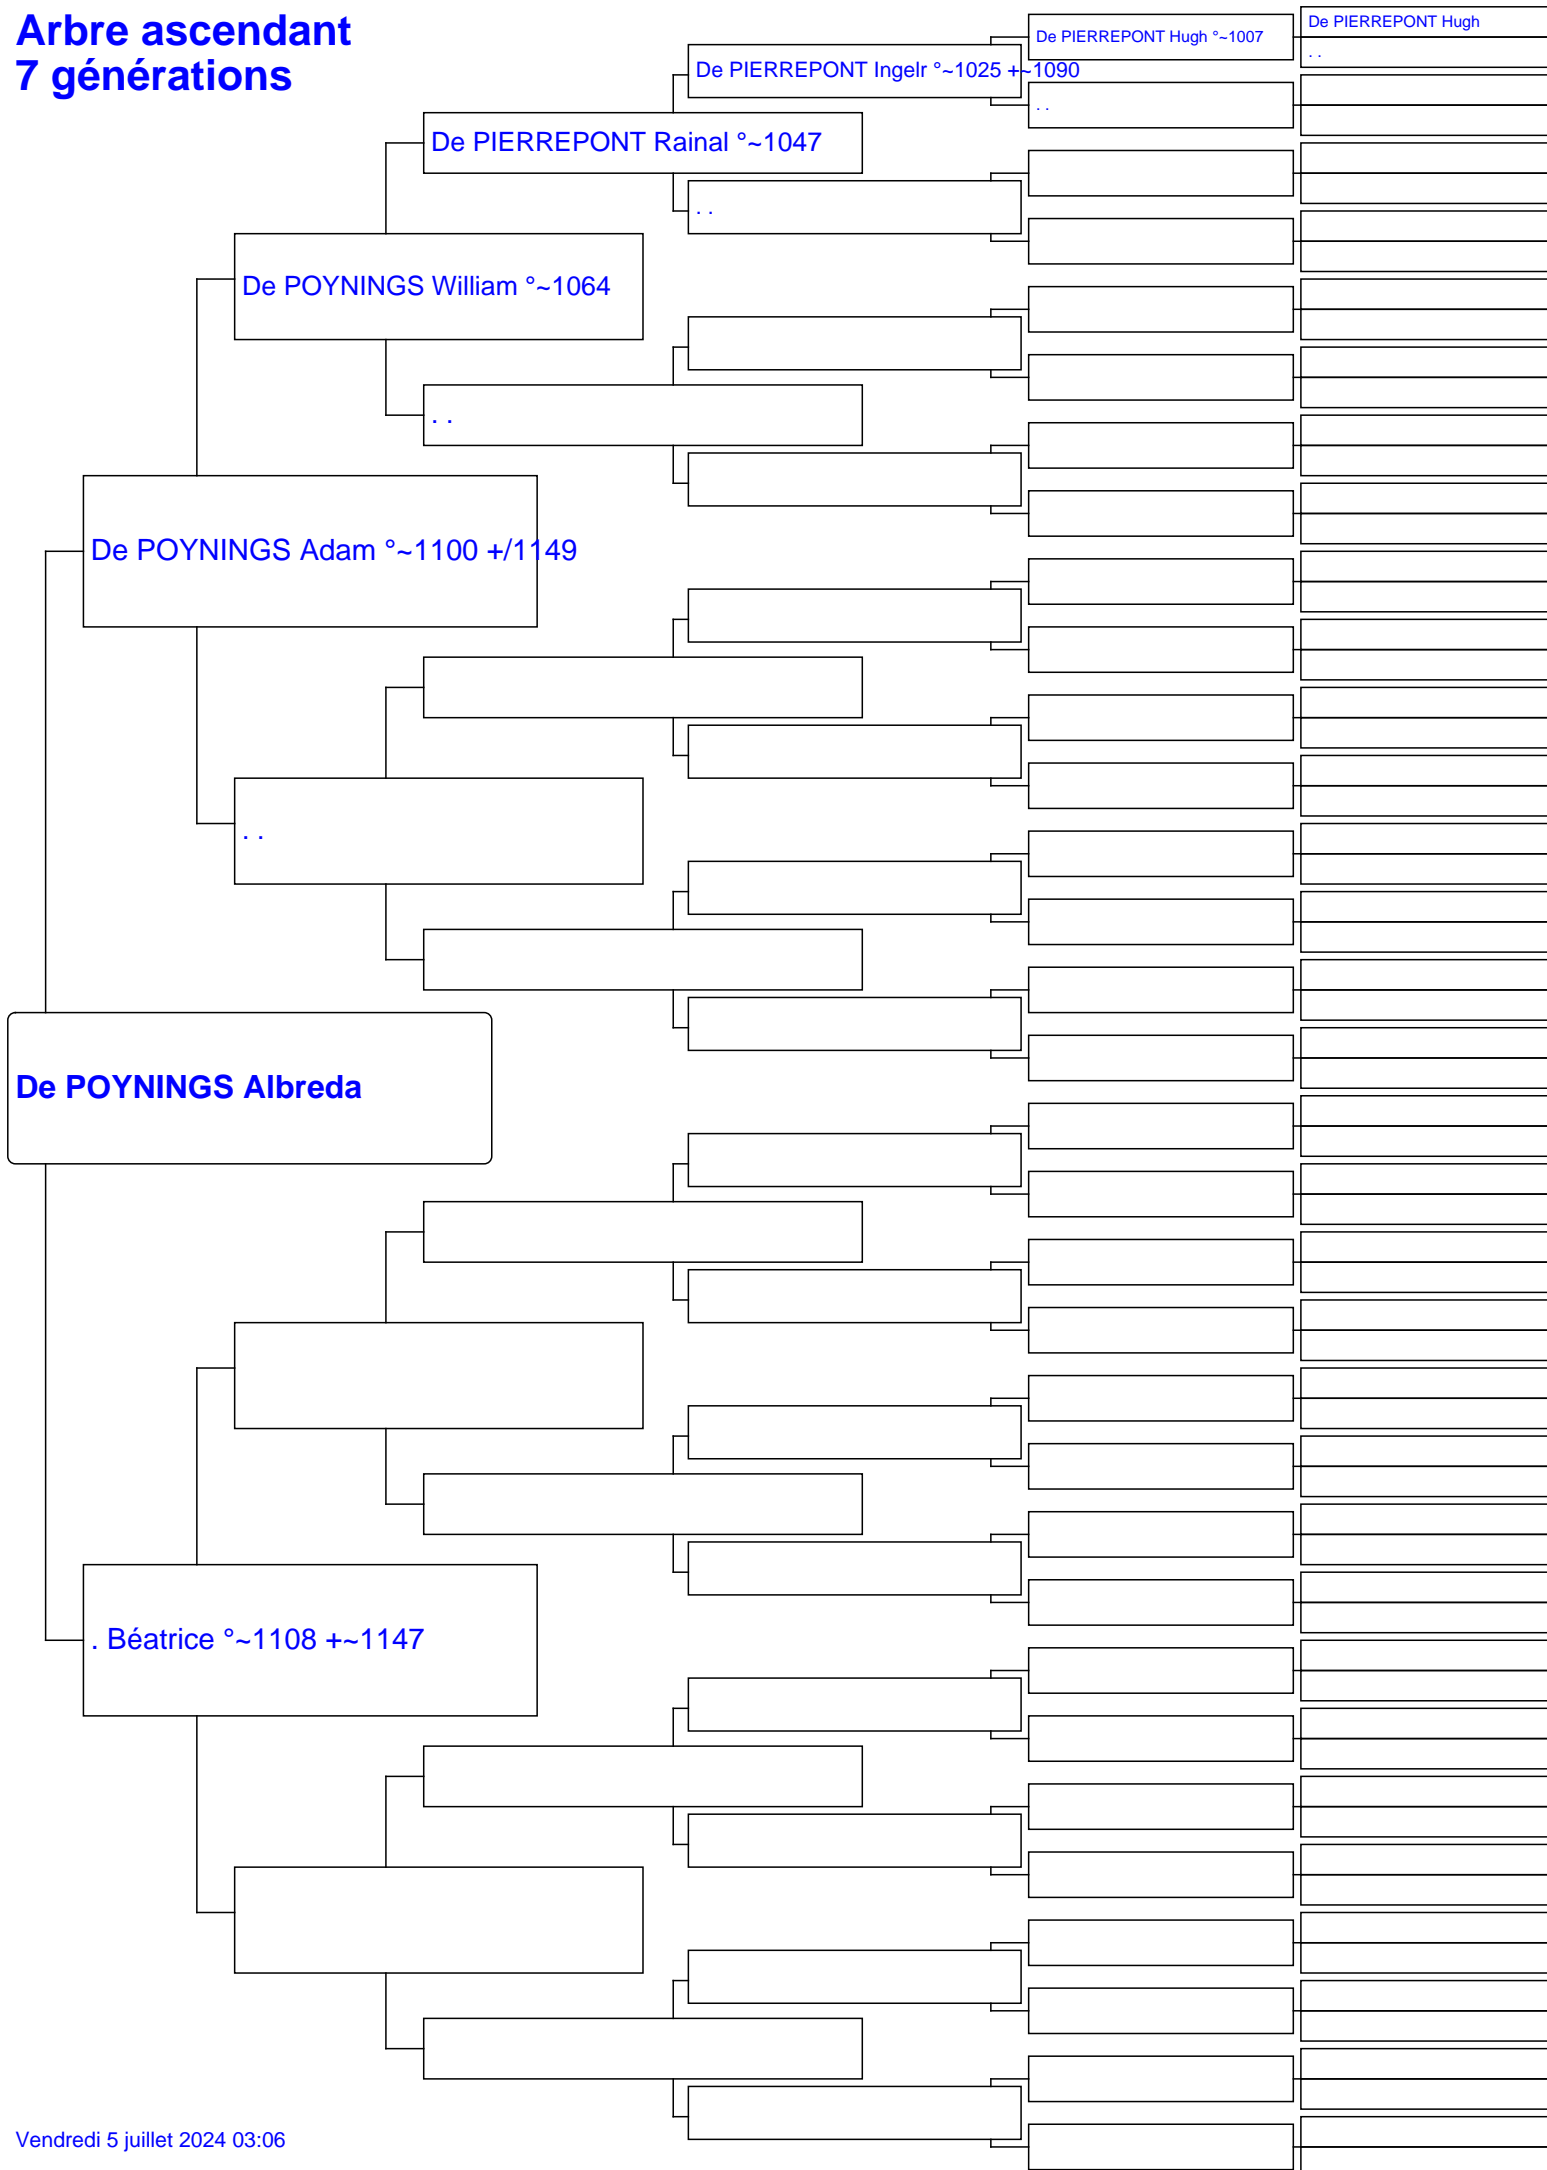 Arbre ascendant
7 générations
De PIERREPONT Hugh
. .
De PIERREPONT Hugh °~1007
De PIERREPONT Ingelr °~1025 +~1090
. .
De PIERREPONT Rainal °~1047
. .
De POYNINGS William °~1064
. .
De POYNINGS Adam °~1100 +/1149
. .
De POYNINGS Albreda
. Béatrice °~1108 +~1147
Vendredi 5 juillet 2024 03:06